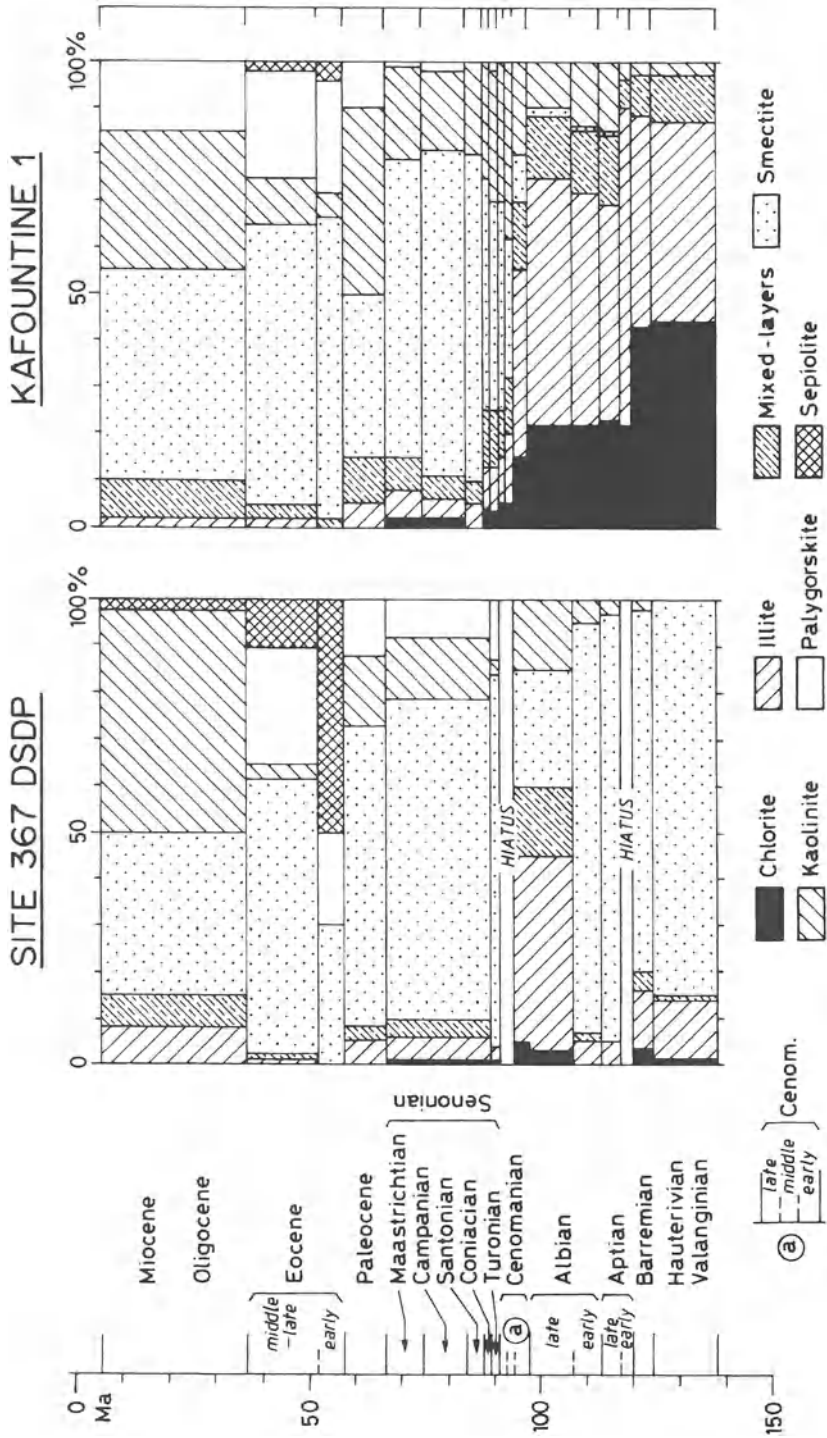 SITE 367 DSDP
KAFOUNTINE 1
0
50
100%
0
50
100%
0
Ma
50
100
150
Miocene
Oligocene
middle
-late
early
Eocene
Paleocene
Maastrichtian
Campanian
Santonian
Coniacian
Turonian
Senonian
Cenomanian
a
late
early
Albian
late
early
Aptian
Barremian
Hauterivian
Valanginian
HIATUS
HIATUS
a
late
middle
early
Cenom.
Chlorite
Illite
Mixed-layers
Smectite
Kaolinite
Palygorskite
Sepiolite